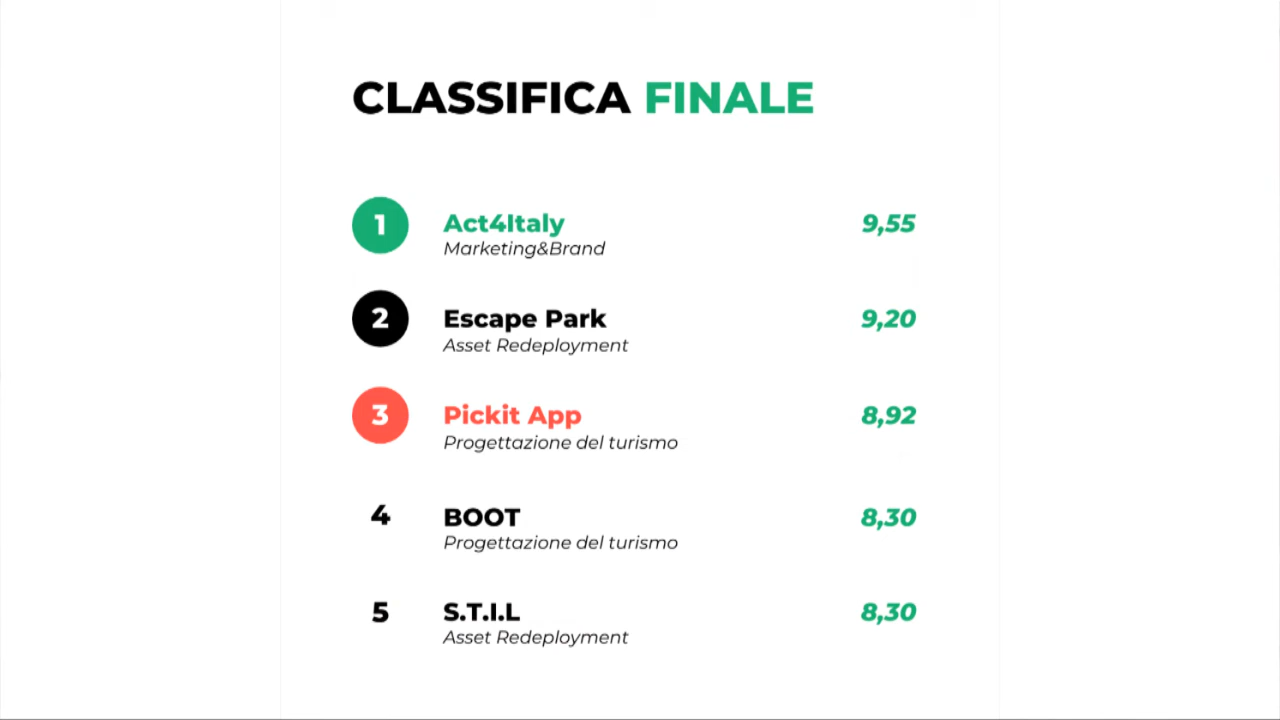 CLASSIFICA FINALE
1 Act4Italy 9,55
Marketing&Brand
2 Escape Park 9,20
Asset Redeployment
3 Pickit App 8,92
Progettazione del turismo
4 BOOT 8,30
Progettazione del turismo
5 S.T.I.L 8,30
Asset Redeployment